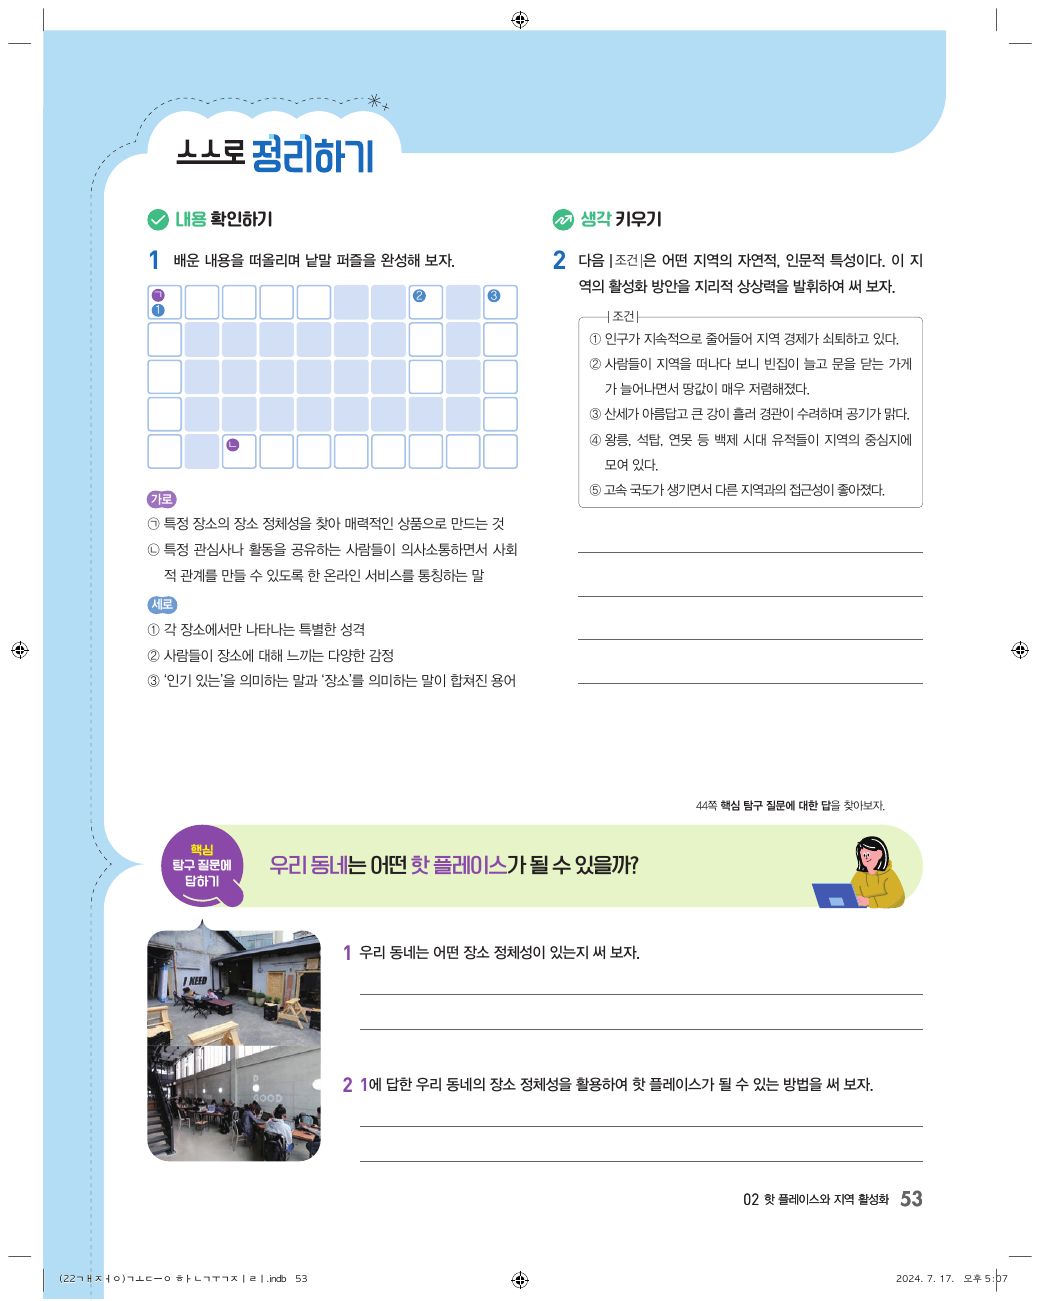 스스로 정리하기
내용 확인하기
1 배운 내용을 떠올리며 낱말 퍼즐을 완성해 보자.
㉠
① ② ③
㉡
가로
㉠ 특정 장소의 장소 정체성을 찾아 매력적인 상품으로 만드는 것
㉡ 특정 관심사나 활동을 공유하는 사람들이 의사소통하면서 사회
적 관계를 만들 수 있도록 한 온라인 서비스를 통칭하는 말
세로
① 각 장소에서만 나타나는 특별한 성격
② 사람들이 장소에 대해 느끼는 다양한 감정
③ ‘인기 있는’을 의미하는 말과 ‘장소’를 의미하는 말이 합쳐진 용어
생각 키우기
2 다음 |조건|은 어떤 지역의 자연적, 인문적 특성이다. 이 지
역의 활성화 방안을 지리적 상상력을 발휘하여 써 보자.
|조건|
① 인구가 지속적으로 줄어들어 지역 경제가 쇠퇴하고 있다.
② 사람들이 지역을 떠나다 보니 빈집이 늘고 문을 닫는 가게
가 늘어나면서 땅값이 매우 저렴해졌다.
③ 산세가 아름답고 큰 강이 흘러 경관이 수려하며 공기가 맑다.
④ 왕릉, 석탑, 연못 등 백제 시대 유적들이 지역의 중심지에
모여 있다.
⑤ 고속 국도가 생기면서 다른 지역과의 접근성이 좋아졌다.
44쪽 핵심 탐구 질문에 대한 답을 찾아보자.
핵심
탐구 질문에
답하기
우리 동네는 어떤 핫 플레이스가 될 수 있을까?
I NEED
GOOD
1 우리 동네는 어떤 장소 정체성이 있는지 써 보자.
2 1에 답한 우리 동네의 장소 정체성을 활용하여 핫 플레이스가 될 수 있는 방법을 써 보자.
02 핫 플레이스와 지역 활성화 53
(22ㄱㅐㅈㅓㅇ)ㄱㅗㄷㅡㅇ ㅎㅏㄴㄱㅜㄱㅈㅣㄹㅣ.indb 53
2024. 7. 17. 오후 5:07